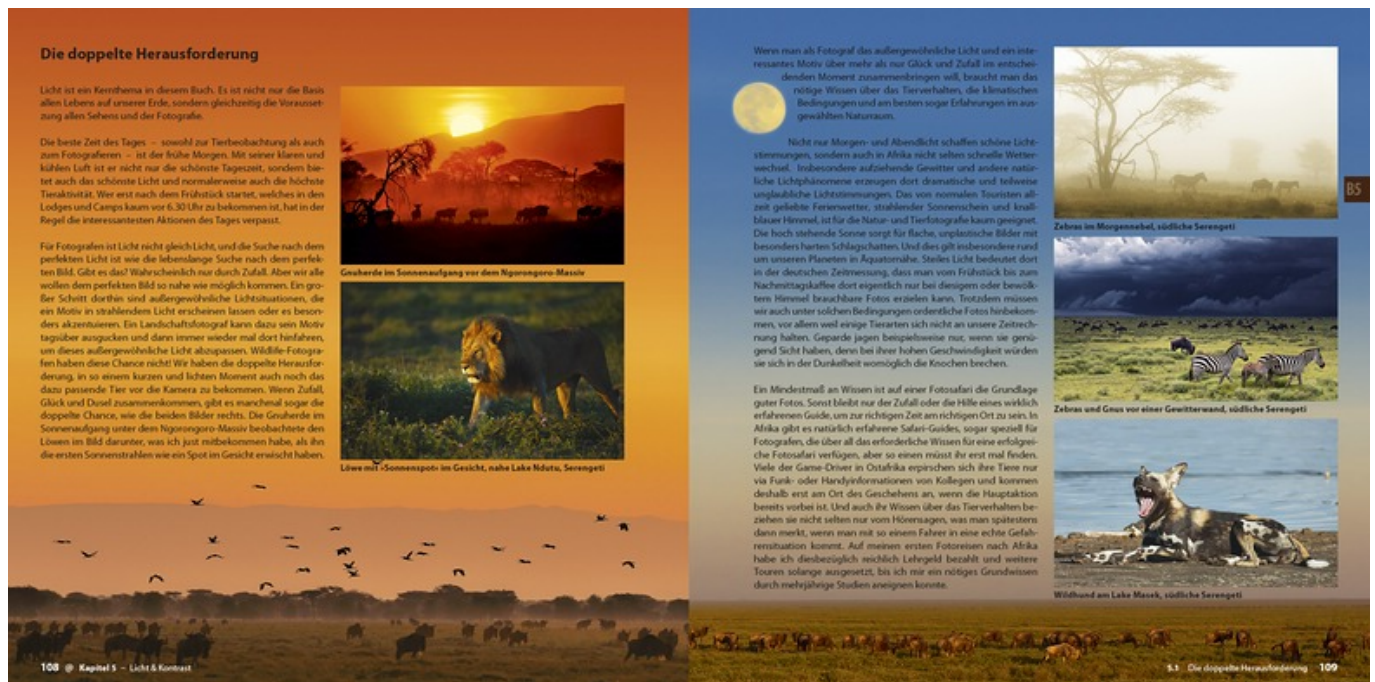 Die doppelte Herausforderung
Licht ist ein Kernthema in diesem Buch. Es ist nicht nur die Basis
allen Lebens auf unserer Erde, sondern gleichzeitig die Vorausset-
zung allen Sehens und der Fotografie.
Die beste Zeit des Tages – sowohl zur Tierbeobachtung als auch
zum Fotografieren – ist der frühe Morgen. Mit seiner klaren und
kühlen Luft ist er nicht nur die schönste Tageszeit, sondern bie-
tet auch das schönste Licht und normalerweise auch die höchste
Tieraktivität. Wer erst nach dem Frühstück startet, welches in den
Lodges und Camps kaum vor 6.30 Uhr zu bekommen ist, hat in der
Regel die interessantesten Aktionen des Tages verpasst.
Für Fotografen ist Licht nicht gleich Licht, und die Suche nach dem
perfekten Licht ist wie die lebenslange Suche nach dem perfek-
ten Bild. Gibt es das? Wahrscheinlich nur durch Zufall. Aber wir alle
wollen dem perfekten Bild so nahe wie möglich kommen. Ein gro-
ßer Schritt dorthin sind außergewöhnliche Lichtsituationen, die
ein Motiv in strahlendem Licht erscheinen lassen oder es beson-
ders akzentuieren. Ein Landschaftsfotograf kann dazu sein Motiv
tagsüber ausgucken und dann immer wieder mal dort hinfahren,
um dieses außergewöhnliche Licht abzupassen. Wildlife-Fotogra-
fen haben diese Chance nicht! Wir haben die doppelte Herausfor-
derung, in so einem kurzen und lichten Moment auch noch das
dazu passende Tier vor die Kamera zu bekommen. Wenn Zufall,
Glück und Dusel zusammenkommen, gibt es manchmal sogar die
doppelte Chance, wie die beiden Bilder rechts. Die Gnuherde im
Sonnenaufgang unter dem Ngorongoro-Massiv beobachtete den
Löwen im Bild darunter, was ich just mitbekommen habe, als ihn
die ersten Sonnenstrahlen wie ein Spot im Gesicht erwischt haben.
Gnuherde im Sonnenaufgang vor dem Ngorongoro-Massiv
Löwe mit »Sonnenspot« im Gesicht, nahe Lake Ndutu, Serengeti
108 @ Kapitel 5 – Licht & Kontrast
Wenn man als Fotograf das außergewöhnliche Licht und ein inte-
ressantes Motiv über mehr als nur Glück und Zufall im entschei-
denden Moment zusammenbringen will, braucht man das
nötige Wissen über das Tierverhalten, die klimatischen
Bedingungen und am besten sogar Erfahrungen im aus-
gewählten Naturraum.
Nicht nur Morgen- und Abendlicht schaffen schöne Licht-
stimmungen, sondern auch in Afrika nicht selten schnelle Wetter-
wechsel. Insbesondere aufziehende Gewitter und andere natür-
liche Lichtphänomene erzeugen dort dramatische und teilweise
unglaubliche Lichtstimmungen. Das von normalen Touristen all-
zeit geliebte Ferienwetter, strahlender Sonnenschein und knall-
blauer Himmel, ist für die Natur- und Tierfotografie kaum geeignet.
Die hoch stehende Sonne sorgt für flache, unplastische Bilder mit
besonders harten Schlagschatten. Und dies gilt insbesondere rund
um unseren Planeten in Äquatornähe. Steiles Licht bedeutet dort
in der deutschen Zeitmessung, dass man vom Frühstück bis zum
Nachmittagskaffee dort eigentlich nur bei diesigem oder bewölk-
tem Himmel brauchbare Fotos erzielen kann. Trotzdem müssen
wir auch unter solchen Bedingungen ordentliche Fotos hinbekom-
men, vor allem weil einige Tierarten sich nicht an unsere Zeitrech-
nung halten. Geparde jagen beispielsweise nur, wenn sie genü-
gend Sicht haben, denn bei ihrer hohen Geschwindigkeit würden
sie sich in der Dunkelheit womöglich die Knochen brechen.
Ein Mindestmaß an Wissen ist auf einer Fotosafari die Grundlage
guter Fotos. Sonst bleibt nur der Zufall oder die Hilfe eines wirklich
erfahrenen Guide, um zur richtigen Zeit am richtigen Ort zu sein. In
Afrika gibt es natürlich erfahrene Safari-Guides, sogar speziell für
Fotografen, die über all das erforderliche Wissen für eine erfolgrei-
che Fotosafari verfügen, aber so einen müsst ihr erst mal finden.
Viele der Game-Driver in Ostafrika erpirschen sich ihre Tiere nur
via Funk- oder Handyinformationen von Kollegen und kommen
deshalb erst am Ort des Geschehens an, wenn die Hauptaktion
bereits vorbei ist. Und auch ihr Wissen über das Tierverhalten be-
ziehen sie nicht selten nur vom Hörensagen, was man spätestens
dann merkt, wenn man mit so einem Fahrer in eine echte Gefah-
rensituation kommt. Auf meinen ersten Fotoreisen nach Afrika
habe ich diesbezüglich reichlich Lehrgeld bezahlt und weitere
Touren solange ausgesetzt, bis ich mir ein nötiges Grundwissen
durch mehrjährige Studien aneignen konnte.
Zebras im Morgennebel, südliche Serengeti
BS
Zebras und Gnus vor einer Gewitterwand, südliche Serengeti
Wildhund am Lake Masek, südliche Serengeti
5.1 Die doppelte Herausforderung 109